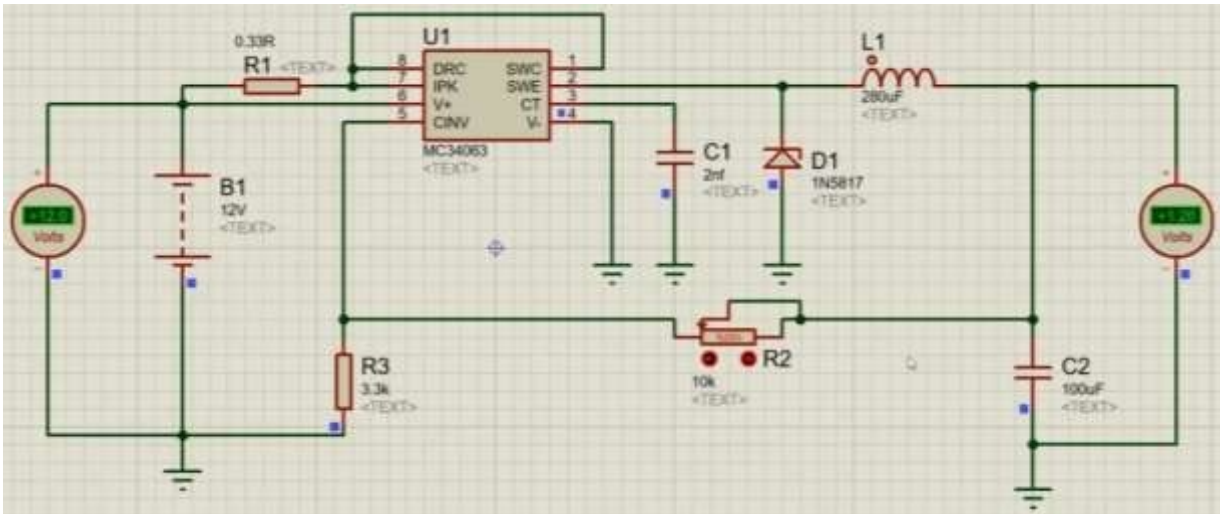 U1
0.33R
R1 <TEXT>
8 DRC SWC 1
7 IPK SWE 2
6 V+ CT 3
5 CINV V- 4
MC34063
<TEXT>
L1
280uF
<TEXT>
+12.0
Volts
B1
12V
<TEXT>
C1
2nf
<TEXT>
D1
1N5817
<TEXT>
Volts
R3
3.3k
<TEXT>
R2
10k
<TEXT>
C2
100uF
<TEXT>